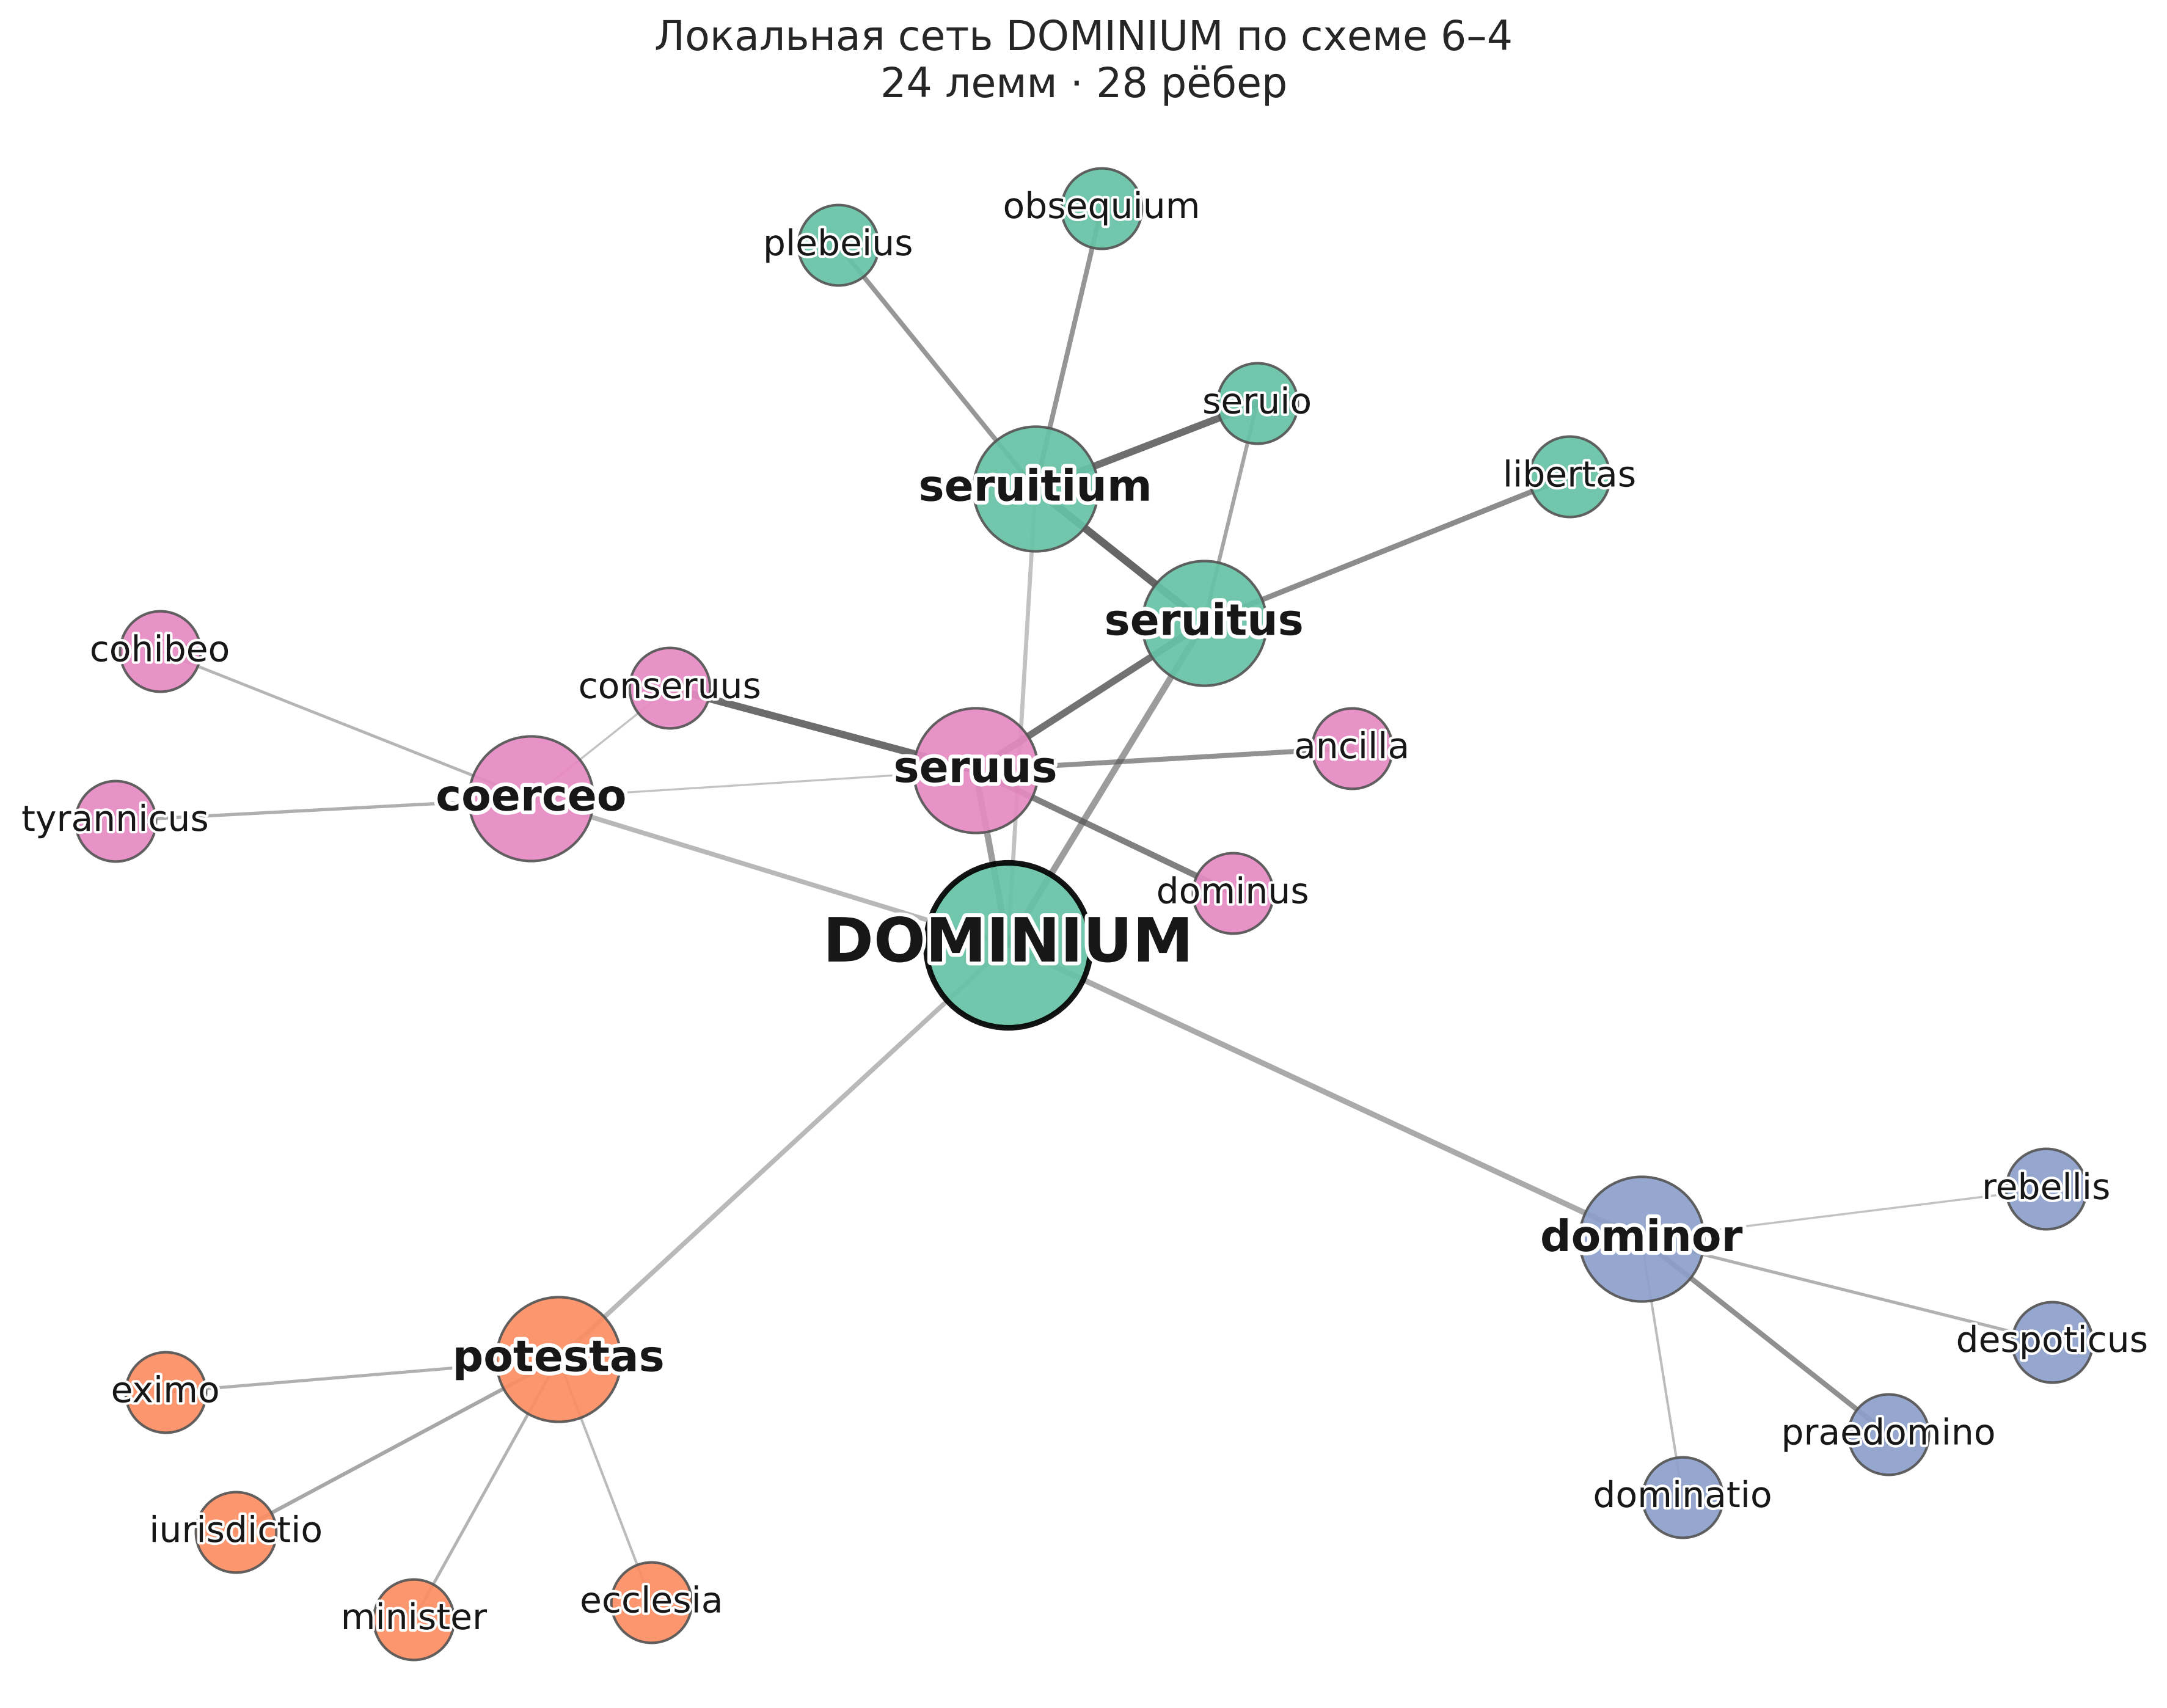 Локальная сеть DOMINIUM по схеме 6–4
24 лемм · 28 рёбер
obsequium
plebeius
seruio
libertas
seruitium
seruitus
cohibeo
conseruus
ancilla
seruus
coerceo
tyrannicus
dominus
DOMINIUM
rebellis
dominor
despoticus
potestas
eximo
praedomino
dominatio
iurisdictio
ecclesia
minister